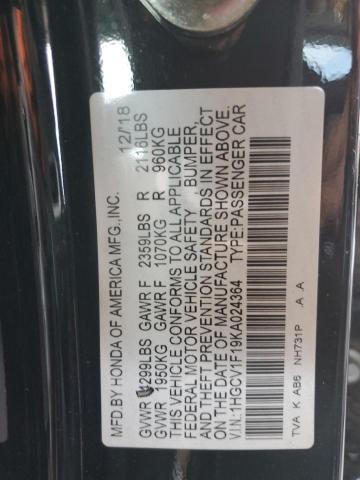 MFD BY HONDA OF AMERICA MFG.,INC. 12/'18
GVWR 4299LBS GAWR F 2359LBS R 2116LBS
GVWR 1950KG GAWR F 1070KG R 960KG
THIS VEHICLE CONFORMS TO ALL APPLICABLE
FEDERAL MOTOR VEHICLE SAFETY , BUMPER,
AND THEFT PREVENTION STANDARDS IN EFFECT
ON THE DATE OF MANUFACTURE SHOWN ABOVE.
V.I.N.:1HGCV1F19KA024364 TYPE:PASSENGER CAR
TVA K AB6 NH731P A A